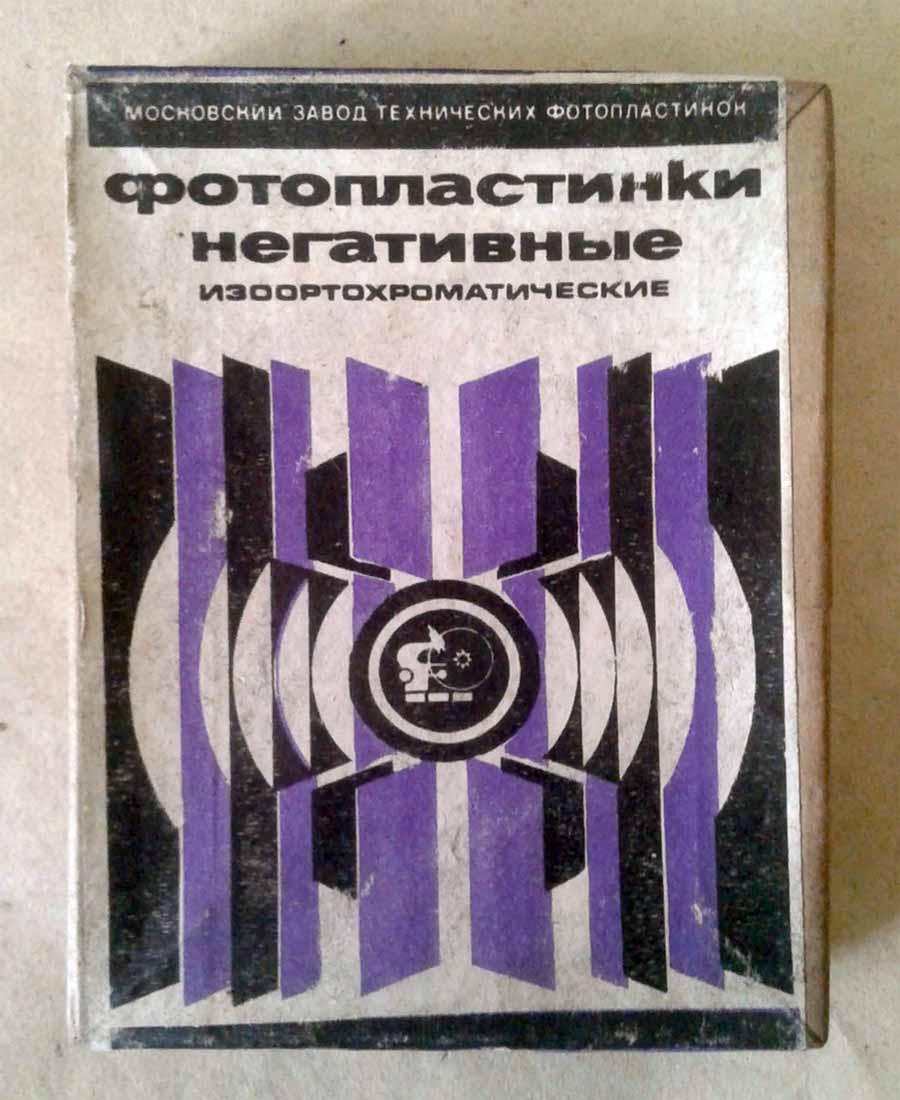 МОСКОВСКИЙ ЗАВОД ТЕХНИЧЕСКИХ ФОТОПЛАСТИНОК
фотопластинки
негативные
ИЗООРТОХРОМАТИЧЕСКИЕ